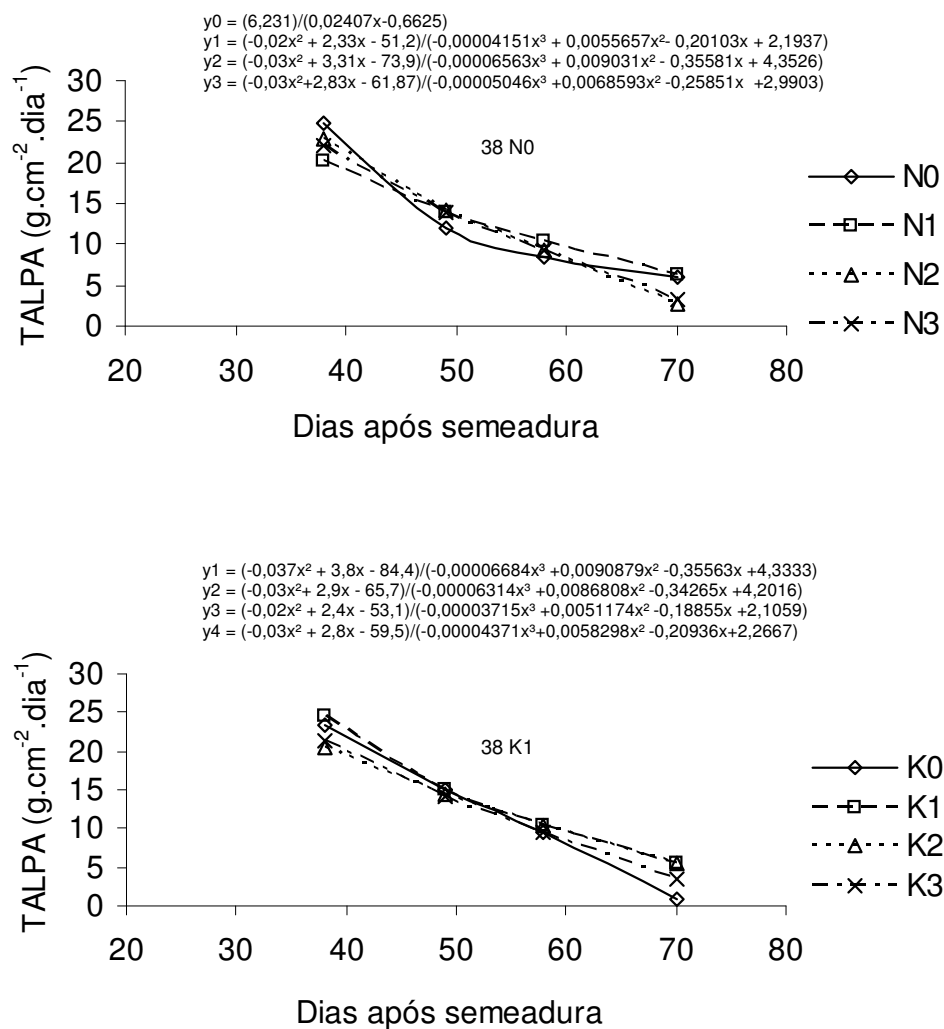 y0 = (6,231)/(0,02407x-0,6625)
y1 = (-0,02x² + 2,33x - 51,2)/(-0,00004151x³ + 0,0055657x²- 0,20103x + 2,1937)
y2 = (-0,03x² + 3,31x - 73,9)/(-0,00006563x³ + 0,009031x² - 0,35581x + 4,3526)
y3 = (-0,03x²+2,83x - 61,87)/(-0,00005046x³ +0,0068593x² -0,25851x +2,9903)
30
25
20
15
10
5
0
TALPA (g.cm⁻².dia⁻¹)
38 N0
N0
N1
N2
N3
20 30 40 50 60 70 80
Dias após semeadura
y1 = (-0,037x² + 3,8x - 84,4)/(-0,00006684x³ +0,0090879x² -0,35563x +4,3333)
y2 = (-0,03x²+ 2,9x - 65,7)/(-0,00006314x³ +0,0086808x² -0,34265x +4,2016)
y3 = (-0,02x² + 2,4x - 53,1)/(-0,00003715x³ +0,0051174x² -0,18855x +2,1059)
y4 = (-0,03x² + 2,8x - 59,5)/(-0,00004371x³+0,0058298x² -0,20936x+2,2667)
30
25
20
15
10
5
0
TALPA (g.cm⁻².dia⁻¹)
38 K1
K0
K1
K2
K3
20 30 40 50 60 70 80
Dias após semeadura